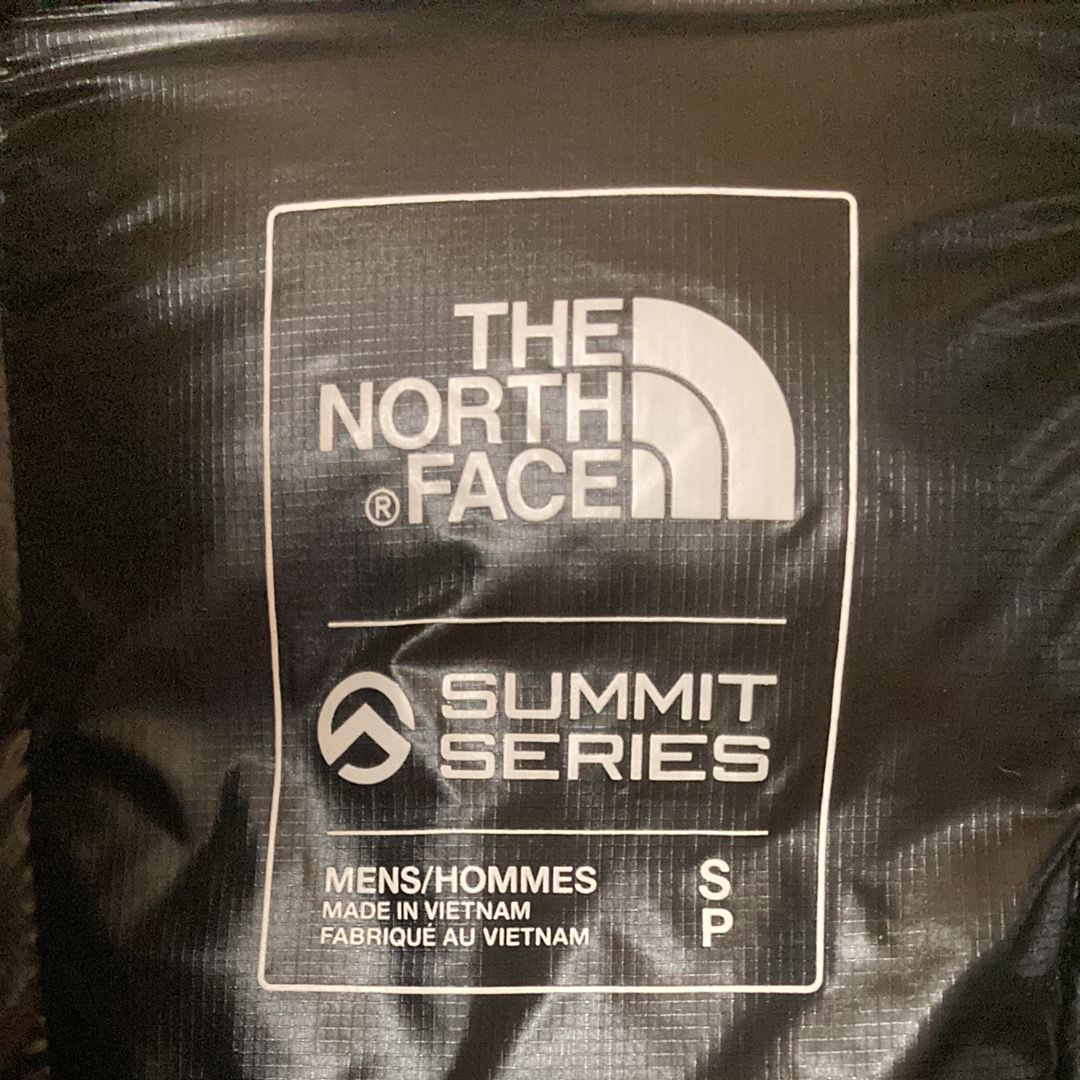 THE
NORTH
®FACE
SUMMIT
SERIES
MENS/HOMMES S
MADE IN VIETNAM
FABRIQUÉ AU VIETNAM P